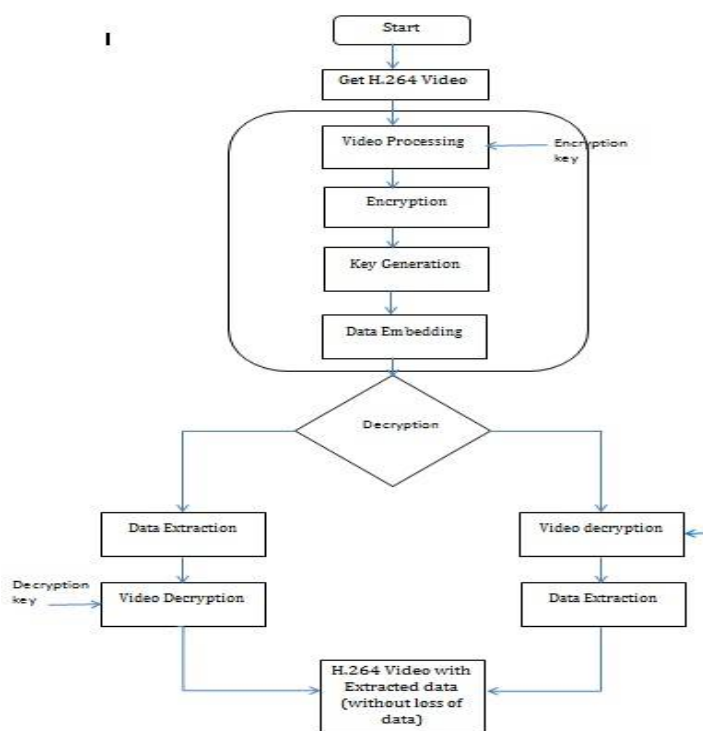 I
Start
Get H.264 Video
Video Processing
Encryption
key
Encryption
Key Generation
Data Embedding
Decryption
Data Extraction
Video decryption
Decryption
key
Video Decryption
Data Extraction
H.264 Video with
Extracted data
(without loss of
data)